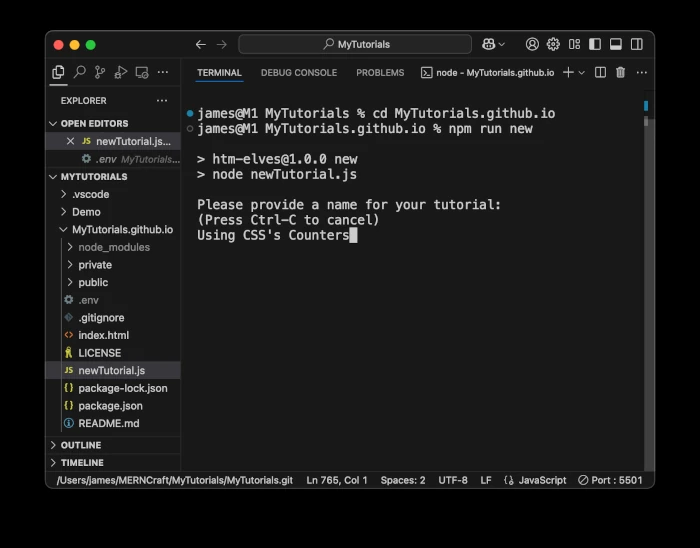 MyTutorials
TERMINAL DEBUG CONSOLE PROBLEMS node - MyTutorials.github.io
EXPLORER
OPEN EDITORS
JS newTutorial.js...
.env MyTutorials...
MYTUTORIALS
.vscode
Demo
MyTutorials.github.io
node_modules
private
public
.env
.gitignore
index.html
LICENSE
JS newTutorial.js
package-lock.json
package.json
README.md
OUTLINE
TIMELINE
james@M1 MyTutorials % cd MyTutorials.github.io
james@M1 MyTutorials.github.io % npm run new
> htm-elves@1.0.0 new
> node newTutorial.js
Please provide a name for your tutorial:
(Press Ctrl-C to cancel)
Using CSS's Counters
/Users/james/MERNCraft/MyTutorials/MyTutorials.git Ln 765, Col 1 Spaces: 2 UTF-8 LF JavaScript Port : 5501